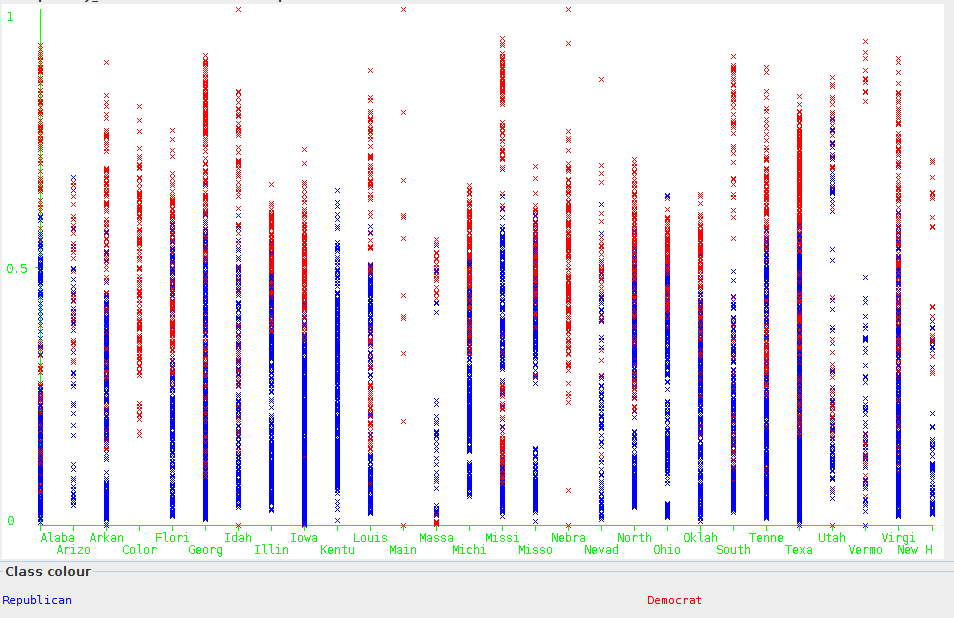 1
0.5
0
Alaba Arkan Flori Idah Iowa Louis Massa Missi Nebra North Oklah Tenne Utah Virgi
Arizo Color Georg Illin Kentu Main Michi Misso Nevad Ohio South Texa Vermo New H
Class colour
Republican Democrat